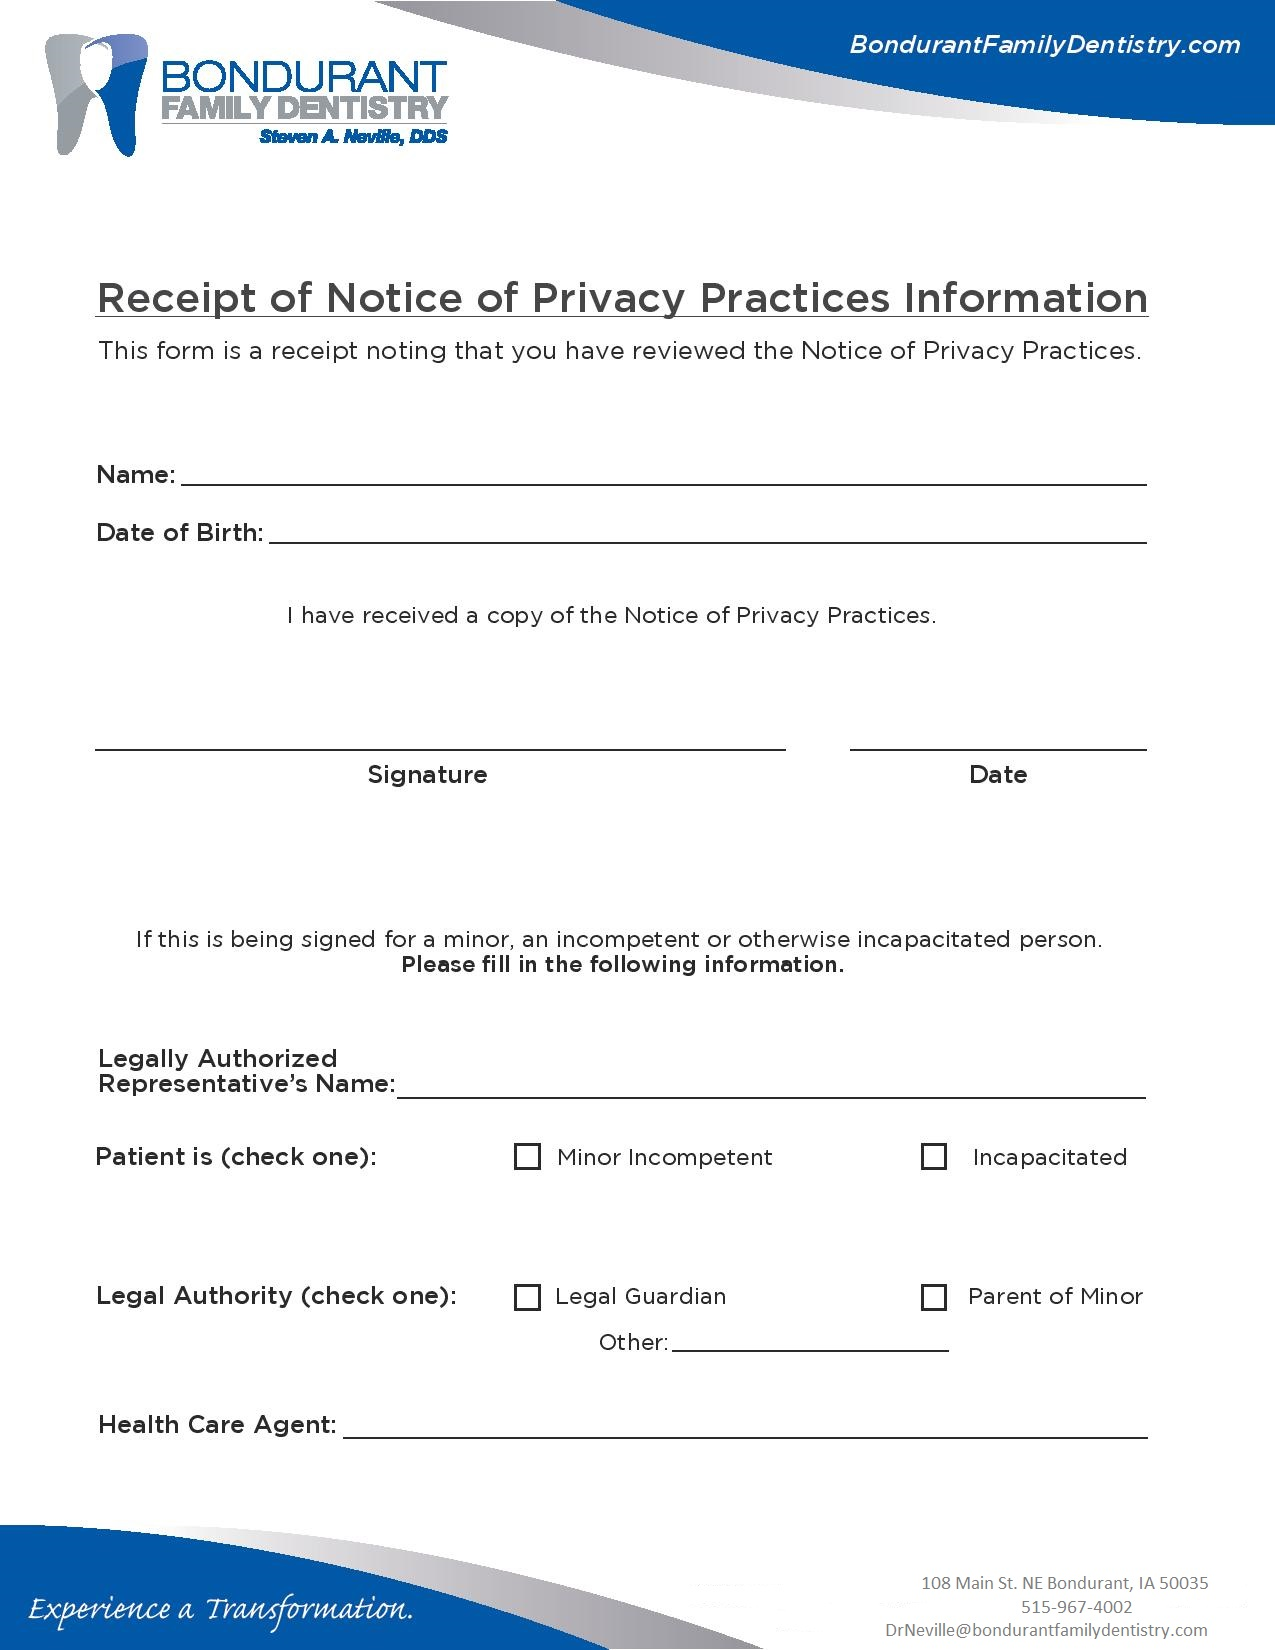 BondurantFamilyDentistry.com
BONDURANT
FAMILY DENTISTRY
Steven A. Neville, DDS
Receipt of Notice of Privacy Practices Information
This form is a receipt noting that you have reviewed the Notice of Privacy Practices.
Name:
Date of Birth:
I have received a copy of the Notice of Privacy Practices.
Signature Date
If this is being signed for a minor, an incompetent or otherwise incapacitated person.
Please fill in the following information.
Legally Authorized
Representative's Name:
Patient is (check one): Minor Incompetent Incapacitated
Legal Authority (check one): Legal Guardian Parent of Minor
Other:
Health Care Agent:
Experience a Transformation.
108 Main St. NE Bondurant, IA 50035
515-967-4002
DrNeville@bondurantfamilydentistry.com